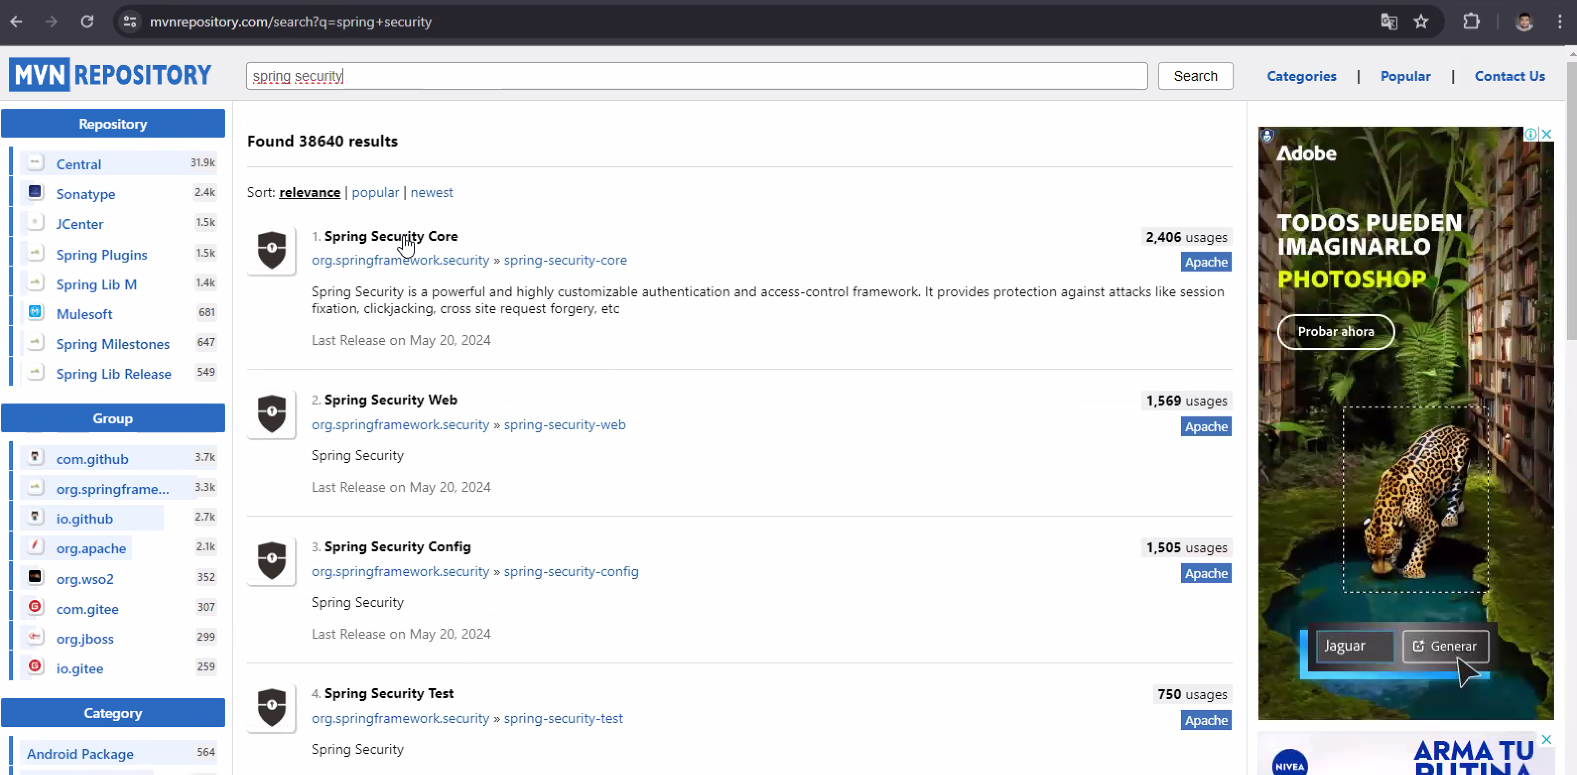 mvnrepository.com/search?q=spring+security
MVN REPOSITORY
spring security
Search
Categories | Popular | Contact Us
Repository
Central 31.9k
Sonatype 2.4k
JCenter 1.5k
Spring Plugins 1.5k
Spring Lib M 1.4k
Mulesoft 681
Spring Milestones 647
Spring Lib Release 549
Group
com.github 3.7k
org.springframe... 3.3k
io.github 2.7k
org.apache 2.1k
org.wso2 352
com.gitee 307
org.jboss 299
io.gitee 259
Category
Android Package 564
Found 38640 results
Sort: relevance | popular | newest
1. Spring Security Core
2,406 usages
org.springframework.security » spring-security-core
Apache
Spring Security is a powerful and highly customizable authentication and access-control framework. It provides protection against attacks like session
fixation, clickjacking, cross site request forgery, etc
Last Release on May 20, 2024
2. Spring Security Web
1,569 usages
org.springframework.security » spring-security-web
Apache
Spring Security
Last Release on May 20, 2024
3. Spring Security Config
1,505 usages
org.springframework.security » spring-security-config
Apache
Spring Security
Last Release on May 20, 2024
4. Spring Security Test
750 usages
org.springframework.security » spring-security-test
Apache
Spring Security
Adobe
TODOS PUEDEN
IMAGINARLO
PHOTOSHOP
Probar ahora
Jaguar
Generar
NIVEA
ARMA TU
RUTINA